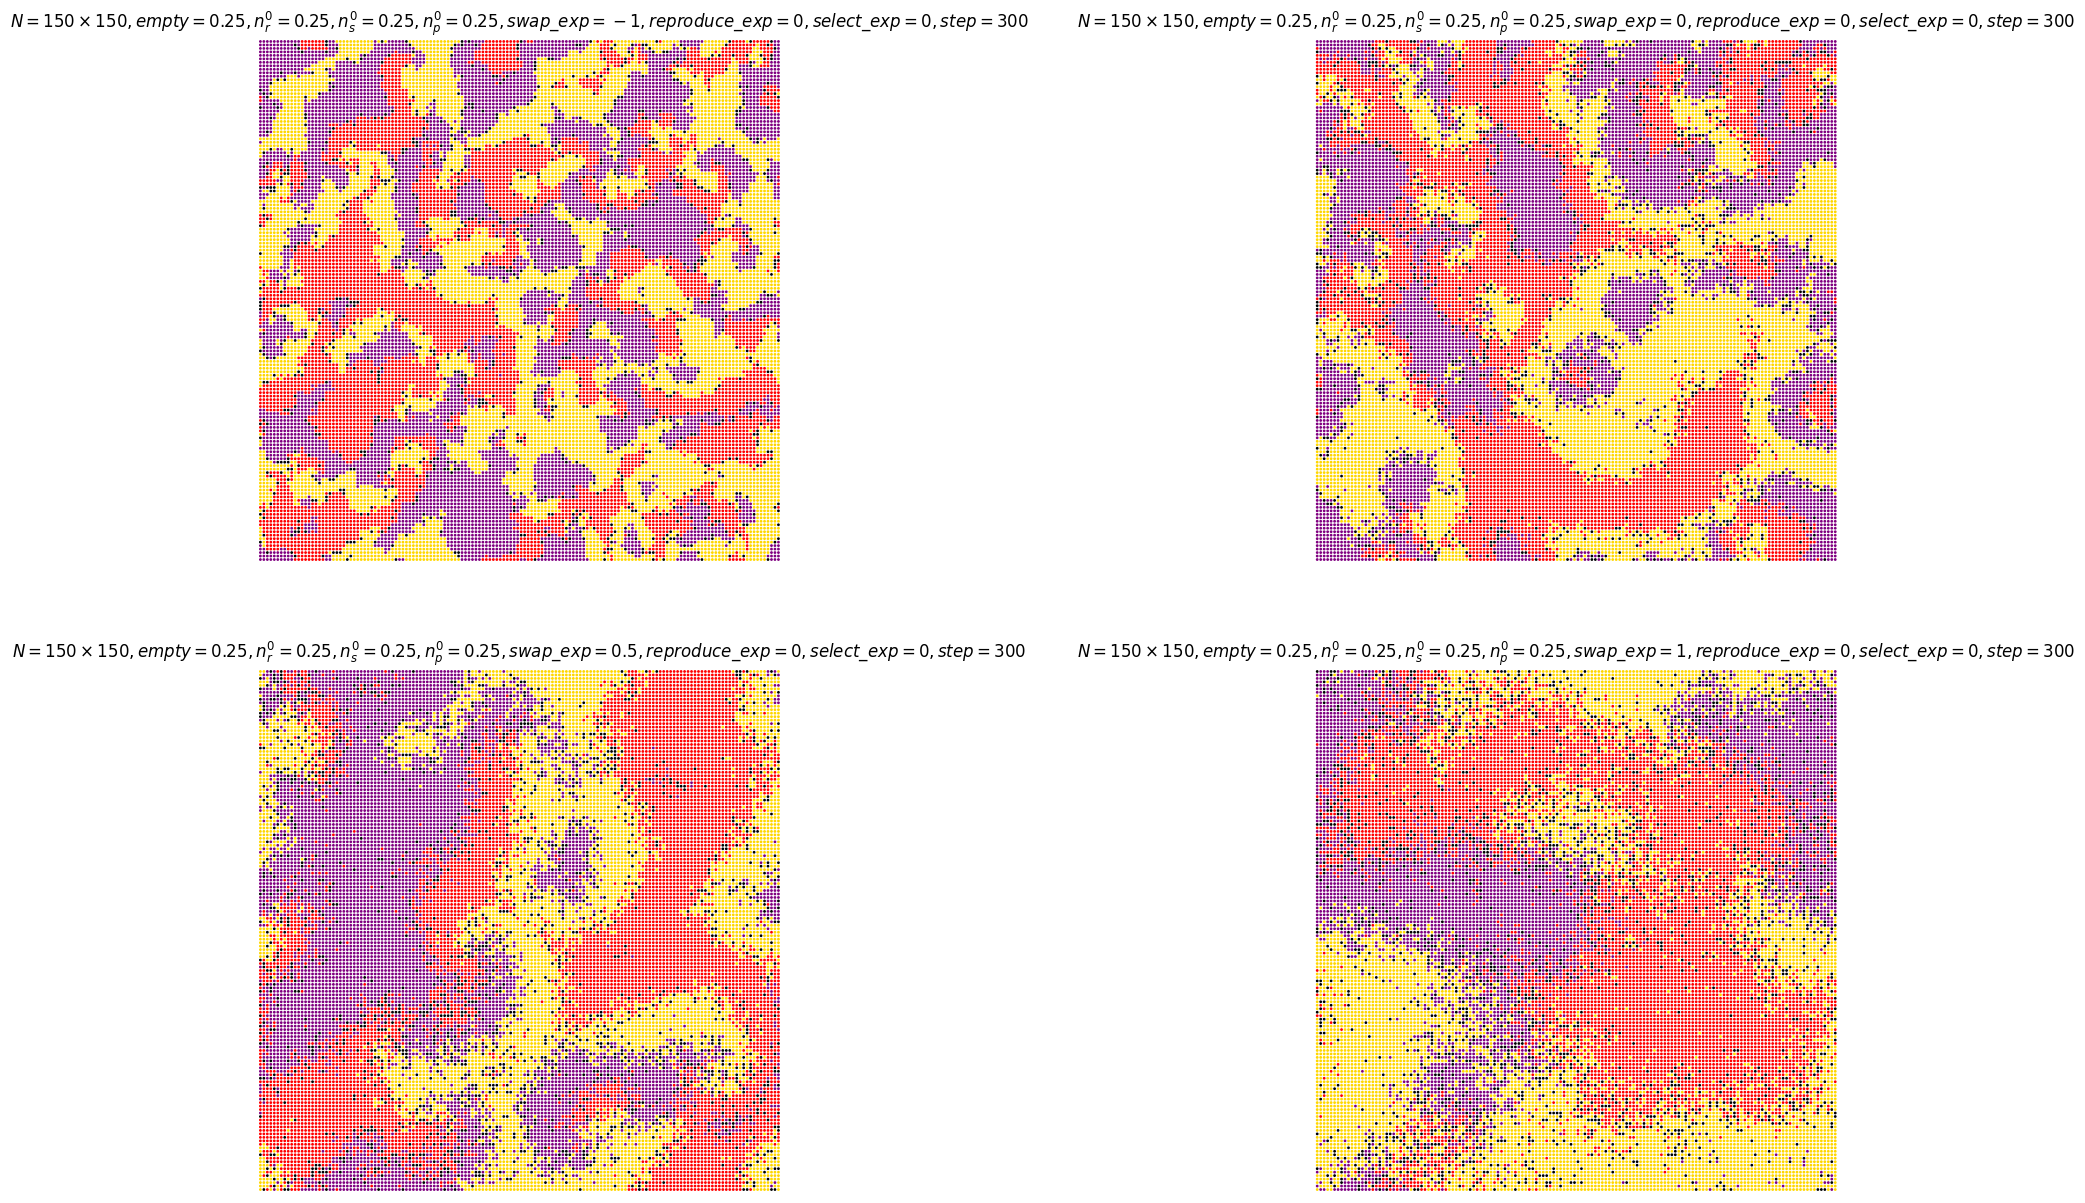 N = 150 × 150, empty = 0.25, n_r^0 = 0.25, n_s^0 = 0.25, n_p^0 = 0.25, swap_exp = −1, reproduce_exp = 0, select_exp = 0, step = 300
N = 150 × 150, empty = 0.25, n_r^0 = 0.25, n_s^0 = 0.25, n_p^0 = 0.25, swap_exp = 0, reproduce_exp = 0, select_exp = 0, step = 300
N = 150 × 150, empty = 0.25, n_r^0 = 0.25, n_s^0 = 0.25, n_p^0 = 0.25, swap_exp = 0.5, reproduce_exp = 0, select_exp = 0, step = 300
N = 150 × 150, empty = 0.25, n_r^0 = 0.25, n_s^0 = 0.25, n_p^0 = 0.25, swap_exp = 1, reproduce_exp = 0, select_exp = 0, step = 300